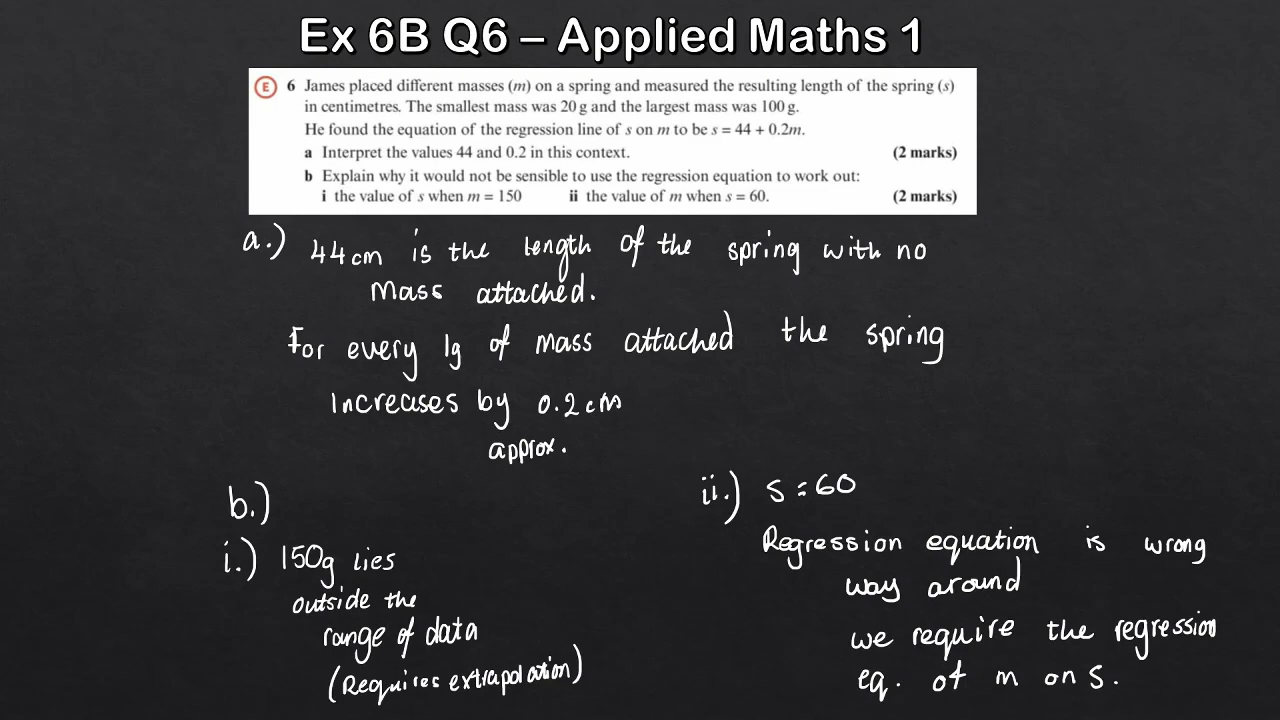 Ex 6B Q6 – Applied Maths 1
E 6 James placed different masses (m) on a spring and measured the resulting length of the spring (s)
in centimetres. The smallest mass was 20 g and the largest mass was 100 g.
He found the equation of the regression line of s on m to be s = 44 + 0.2m.
a Interpret the values 44 and 0.2 in this context. (2 marks)
b Explain why it would not be sensible to use the regression equation to work out:
i the value of s when m = 150 ii the value of m when s = 60. (2 marks)
a.) 44cm is the length of the spring with no
Mass attached.
For every 1g of mass attached the spring
Increases by 0.2cm
approx.
b.)
i.) 150g lies
outside the
range of data
(Requires extrapolation)
ii.) s = 60
Regression equation is wrong
way around
we require the regression
eq. of m on s.